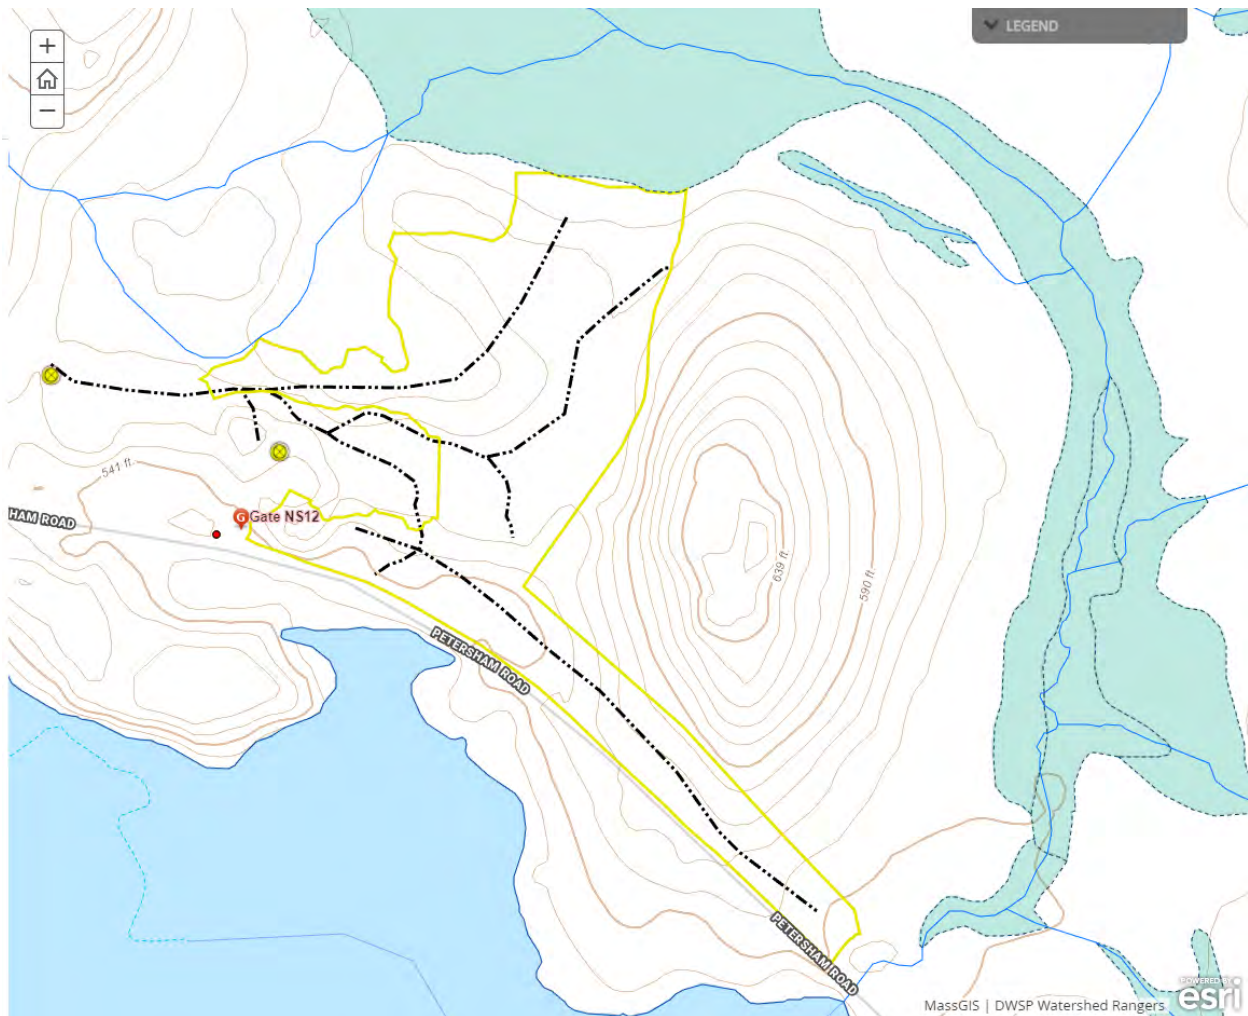 +
LEGEND
−
541 ft.
HAM ROAD
G Gate NS12
639 ft.
590 ft.
PETERSHAM ROAD
PETERSHAM ROAD
MassGIS | DWSP Watershed Rangers
POWERED BY
esri